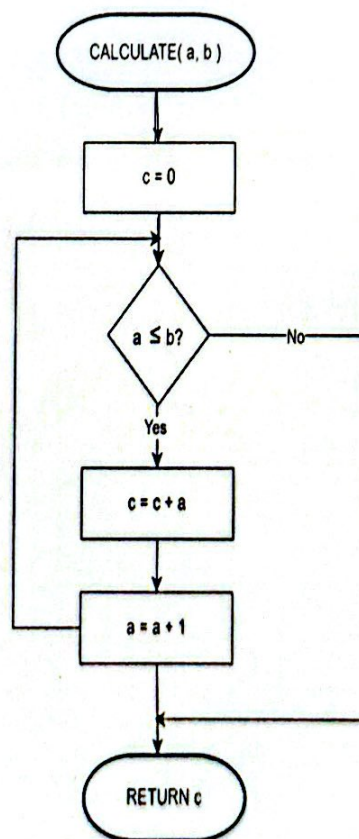 CALCULATE( a, b )
c = 0
a ≤ b?
No
Yes
c = c + a
a = a + 1
RETURN c